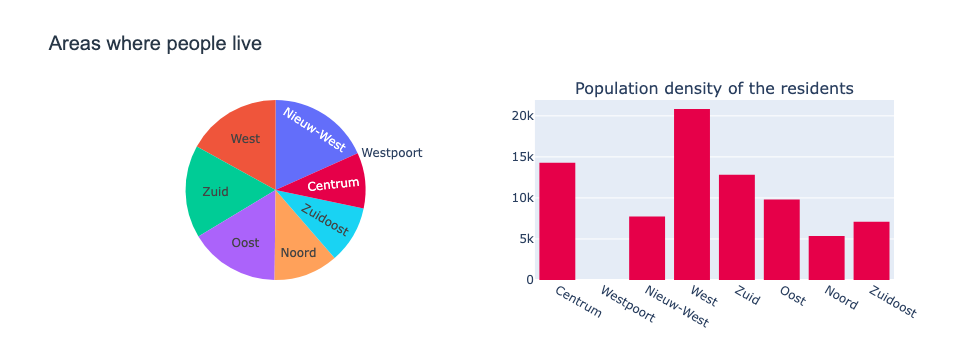 Areas where people live
Nieuw-West
Westpoort
Centrum
Zuidoost
Noord
Oost
Zuid
West
Population density of the residents
20k
15k
10k
5k
0
Centrum
Westpoort
Nieuw-West
West
Zuid
Oost
Noord
Zuidoost